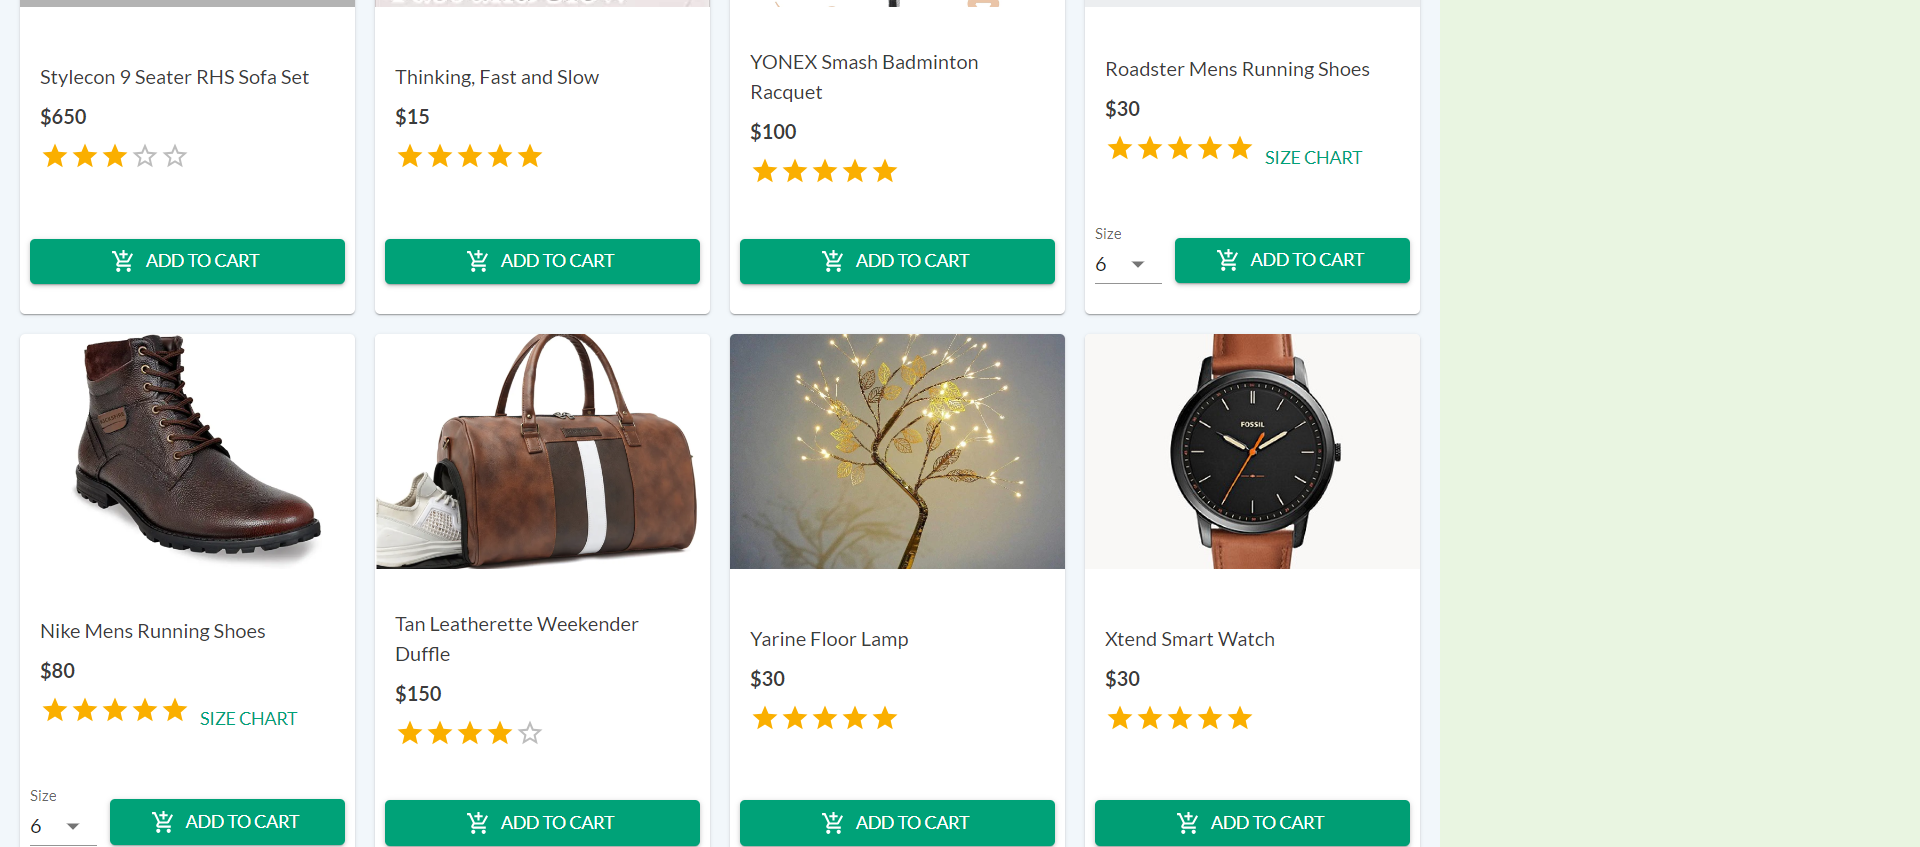 Stylecon 9 Seater RHS Sofa Set
$650
ADD TO CART
Thinking, Fast and Slow
$15
ADD TO CART
YONEX Smash Badminton
Racquet
$100
ADD TO CART
Roadster Mens Running Shoes
$30
SIZE CHART
Size
6
ADD TO CART
Nike Mens Running Shoes
$80
SIZE CHART
Size
6
ADD TO CART
Tan Leatherette Weekender
Duffle
$150
ADD TO CART
Yarine Floor Lamp
$30
ADD TO CART
FOSSIL
Xtend Smart Watch
$30
ADD TO CART